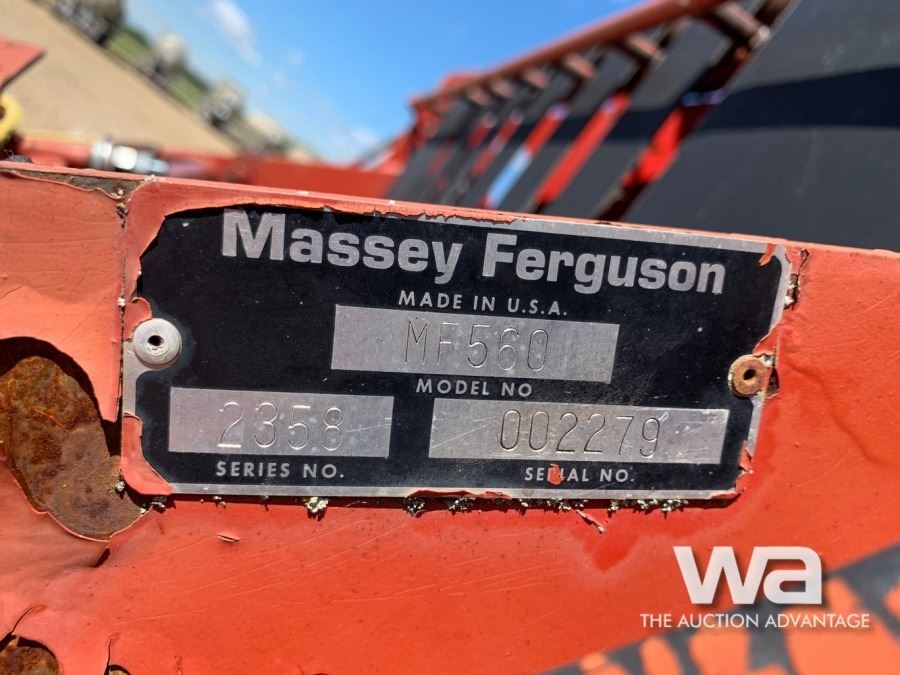 Massey Ferguson
MADE IN U.S.A.
MF560
MODEL NO
2358 002279
SERIES NO. SERIAL NO.
wa
THE AUCTION ADVANTAGE